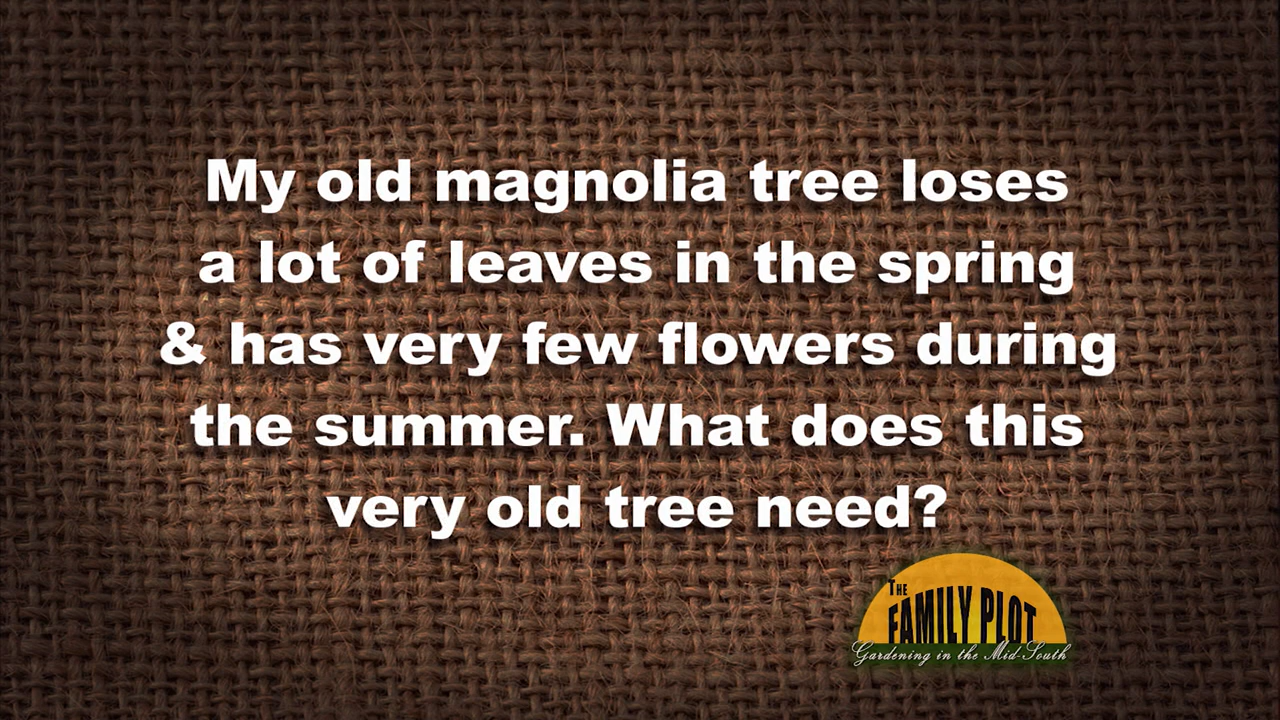 My old magnolia tree loses
a lot of leaves in the spring
& has very few flowers during
the summer. What does this
very old tree need?
THE
FAMILY PLOT
Gardening in the Mid-South